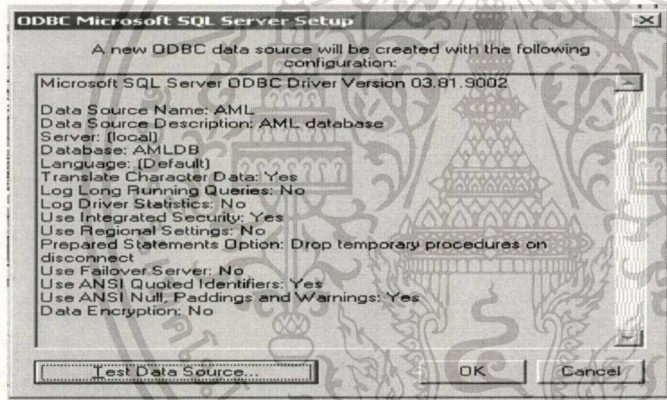 ODBC Microsoft SQL Server Setup
A new ODBC data source will be created with the following
configuration:
Microsoft SQL Server ODBC Driver Version 03.81.9002
Data Source Name: AML
Data Source Description: AML database
Server: (local)
Database: AMLDB
Language: (Default)
Translate Character Data: Yes
Log Long Running Queries: No
Log Driver Statistics: No
Use Integrated Security: Yes
Use Regional Settings: No
Prepared Statements Option: Drop temporary procedures on
disconnect
Use Failover Server: No
Use ANSI Quoted Identifiers: Yes
Use ANSI Null, Paddings and Warnings: Yes
Data Encryption: No
Test Data Source...
OK
Cancel